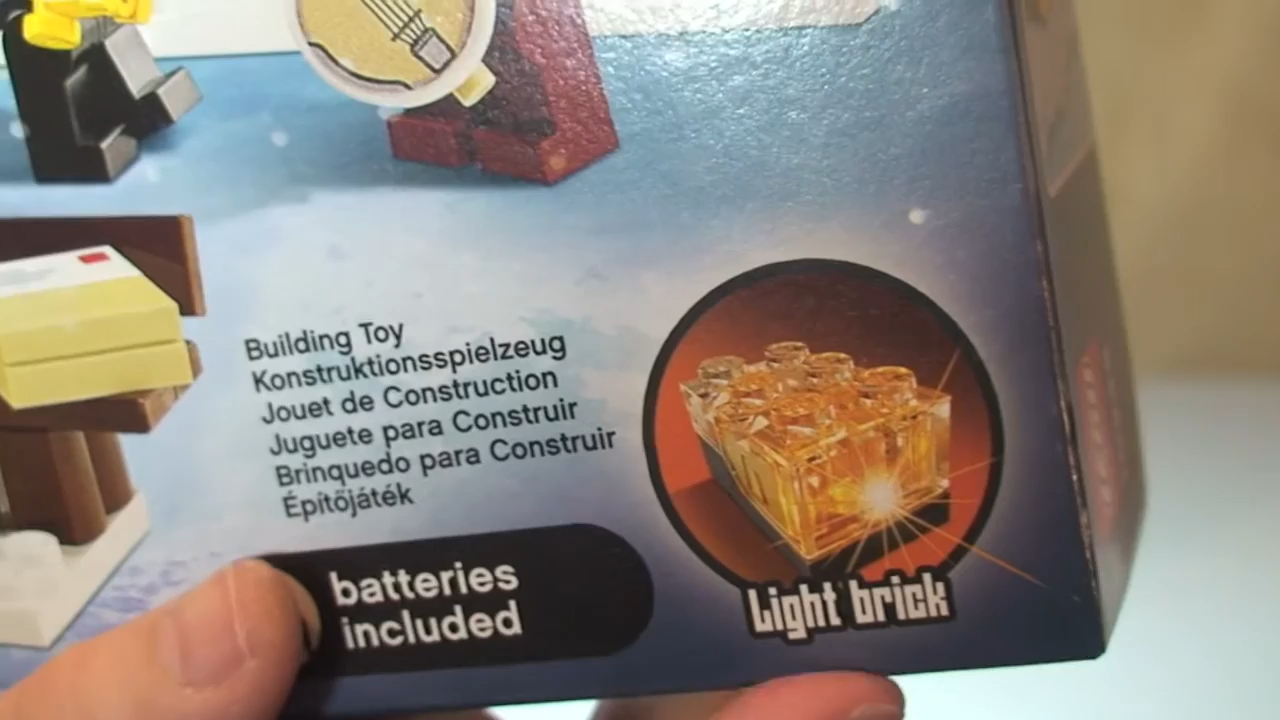 Building Toy
Konstruktionsspielzeug
Jouet de Construction
Juguete para Construir
Brinquedo para Construir
Építőjáték
batteries
included
Light brick